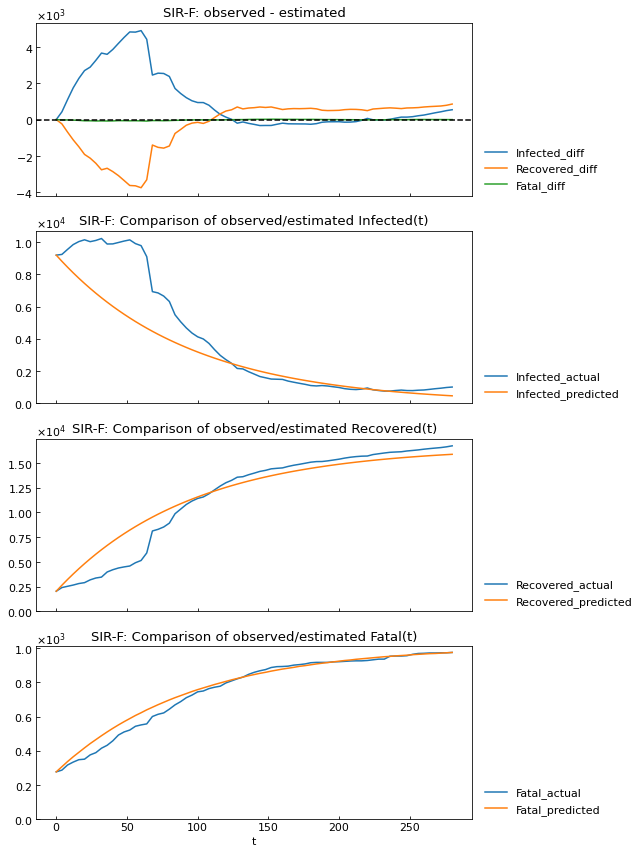 SIR-F: observed - estimated
×10³
4
2
0
−2
−4
Infected_diff
Recovered_diff
Fatal_diff
SIR-F: Comparison of observed/estimated Infected(t)
×10⁴
1.0
0.8
0.6
0.4
0.2
0.0
Infected_actual
Infected_predicted
SIR-F: Comparison of observed/estimated Recovered(t)
×10⁴
1.50
1.25
1.00
0.75
0.50
0.25
0.00
Recovered_actual
Recovered_predicted
SIR-F: Comparison of observed/estimated Fatal(t)
×10³
1.0
0.8
0.6
0.4
0.2
0.0
0 50 100 150 200 250
t
Fatal_actual
Fatal_predicted